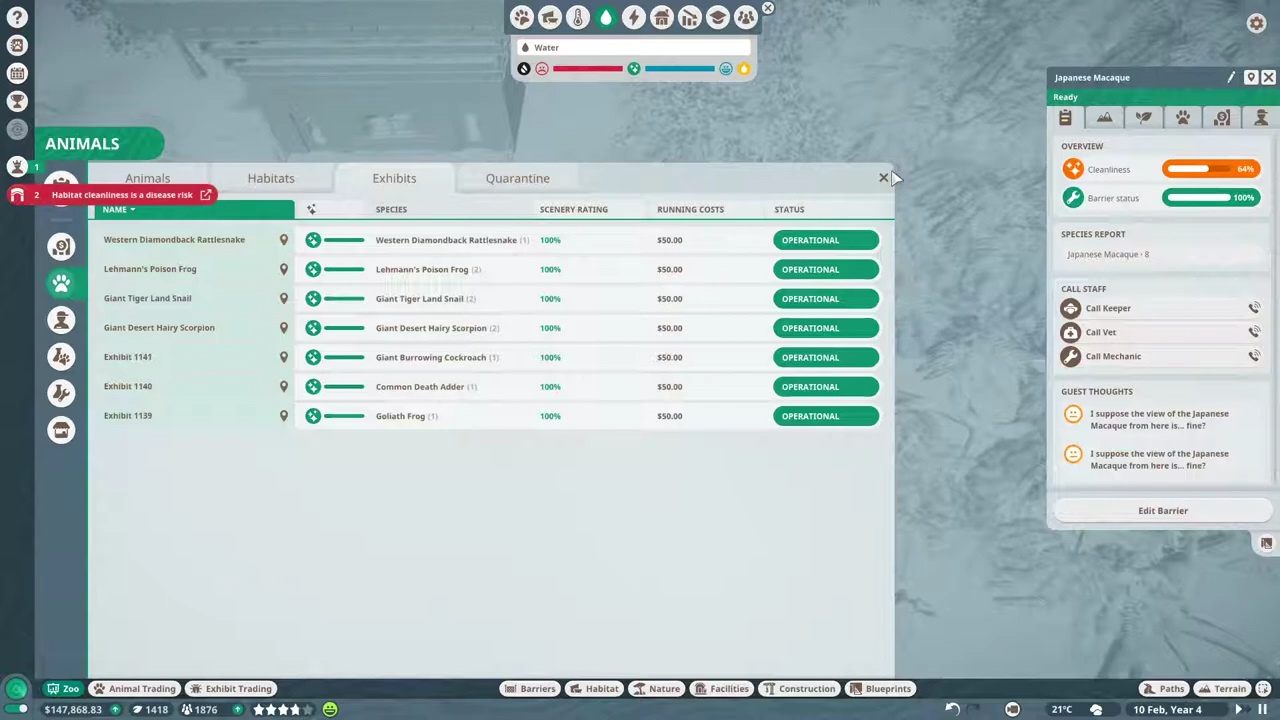 Water
Japanese Macaque
Ready
ANIMALS
OVERVIEW
Cleanliness 64%
Barrier status 100%
Animals Habitats Exhibits Quarantine
1
2 Habitat cleanliness is a disease risk
NAME SPECIES SCENERY RATING RUNNING COSTS STATUS
Western Diamondback Rattlesnake Western Diamondback Rattlesnake (1) 100% $50.00 OPERATIONAL
Lehmann's Poison Frog Lehmann's Poison Frog (2) 100% $50.00 OPERATIONAL
Giant Tiger Land Snail Giant Tiger Land Snail (2) 100% $50.00 OPERATIONAL
Giant Desert Hairy Scorpion Giant Desert Hairy Scorpion (2) 100% $50.00 OPERATIONAL
Exhibit 1141 Giant Burrowing Cockroach (1) 100% $50.00 OPERATIONAL
Exhibit 1140 Common Death Adder (1) 100% $50.00 OPERATIONAL
Exhibit 1139 Goliath Frog (1) 100% $50.00 OPERATIONAL
SPECIES REPORT
Japanese Macaque · 8
CALL STAFF
Call Keeper
Call Vet
Call Mechanic
GUEST THOUGHTS
I suppose the view of the Japanese
Macaque from here is... fine?
I suppose the view of the Japanese
Macaque from here is... fine?
Edit Barrier
Zoo Animal Trading Exhibit Trading Barriers Habitat Nature Facilities Construction Blueprints Paths Terrain
$147,868.83 1418 1876 21°C 10 Feb, Year 4